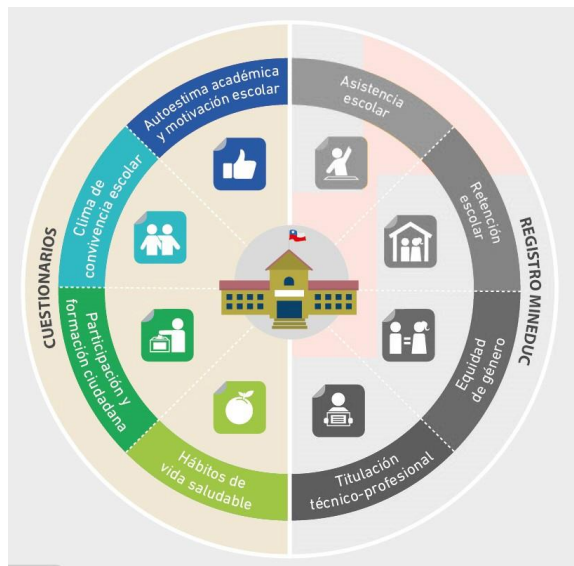 CUESTIONARIOS
Autoestima académica
y motivación escolar
Clima de
convivencia escolar
Participación y
formación ciudadana
Hábitos de
vida saludable
REGISTRO MINEDUC
Asistencia
escolar
Retención
escolar
Equidad
de género
Titulación
técnico-profesional